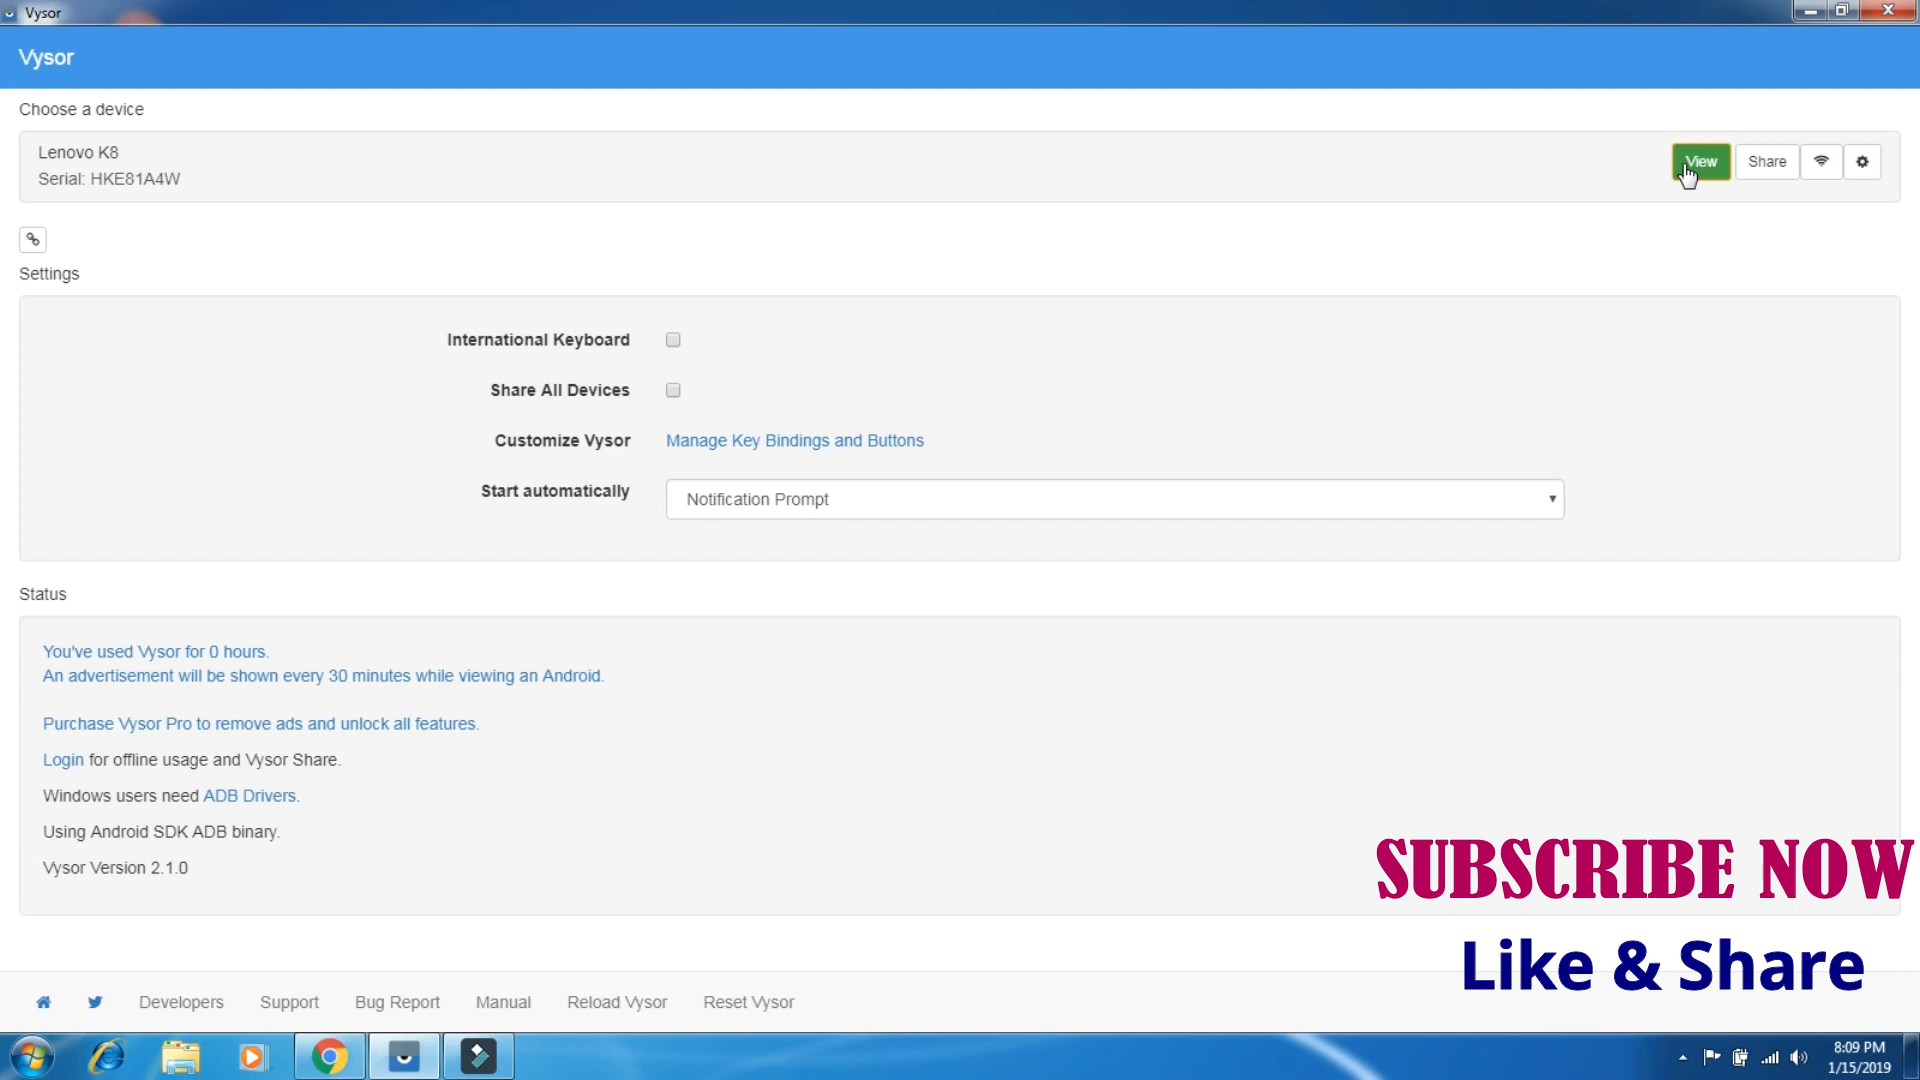 Vysor
Vysor
Choose a device
Lenovo K8
Serial: HKE81A4W
View
Share
Settings
International Keyboard
Share All Devices
Customize Vysor
Manage Key Bindings and Buttons
Start automatically
Notification Prompt
Status
You've used Vysor for 0 hours.
An advertisement will be shown every 30 minutes while viewing an Android.
Purchase Vysor Pro to remove ads and unlock all features.
Login for offline usage and Vysor Share.
Windows users need ADB Drivers.
Using Android SDK ADB binary.
Vysor Version 2.1.0
SUBSCRIBE NOW
Like & Share
Developers
Support
Bug Report
Manual
Reload Vysor
Reset Vysor
8:09 PM
1/15/2019